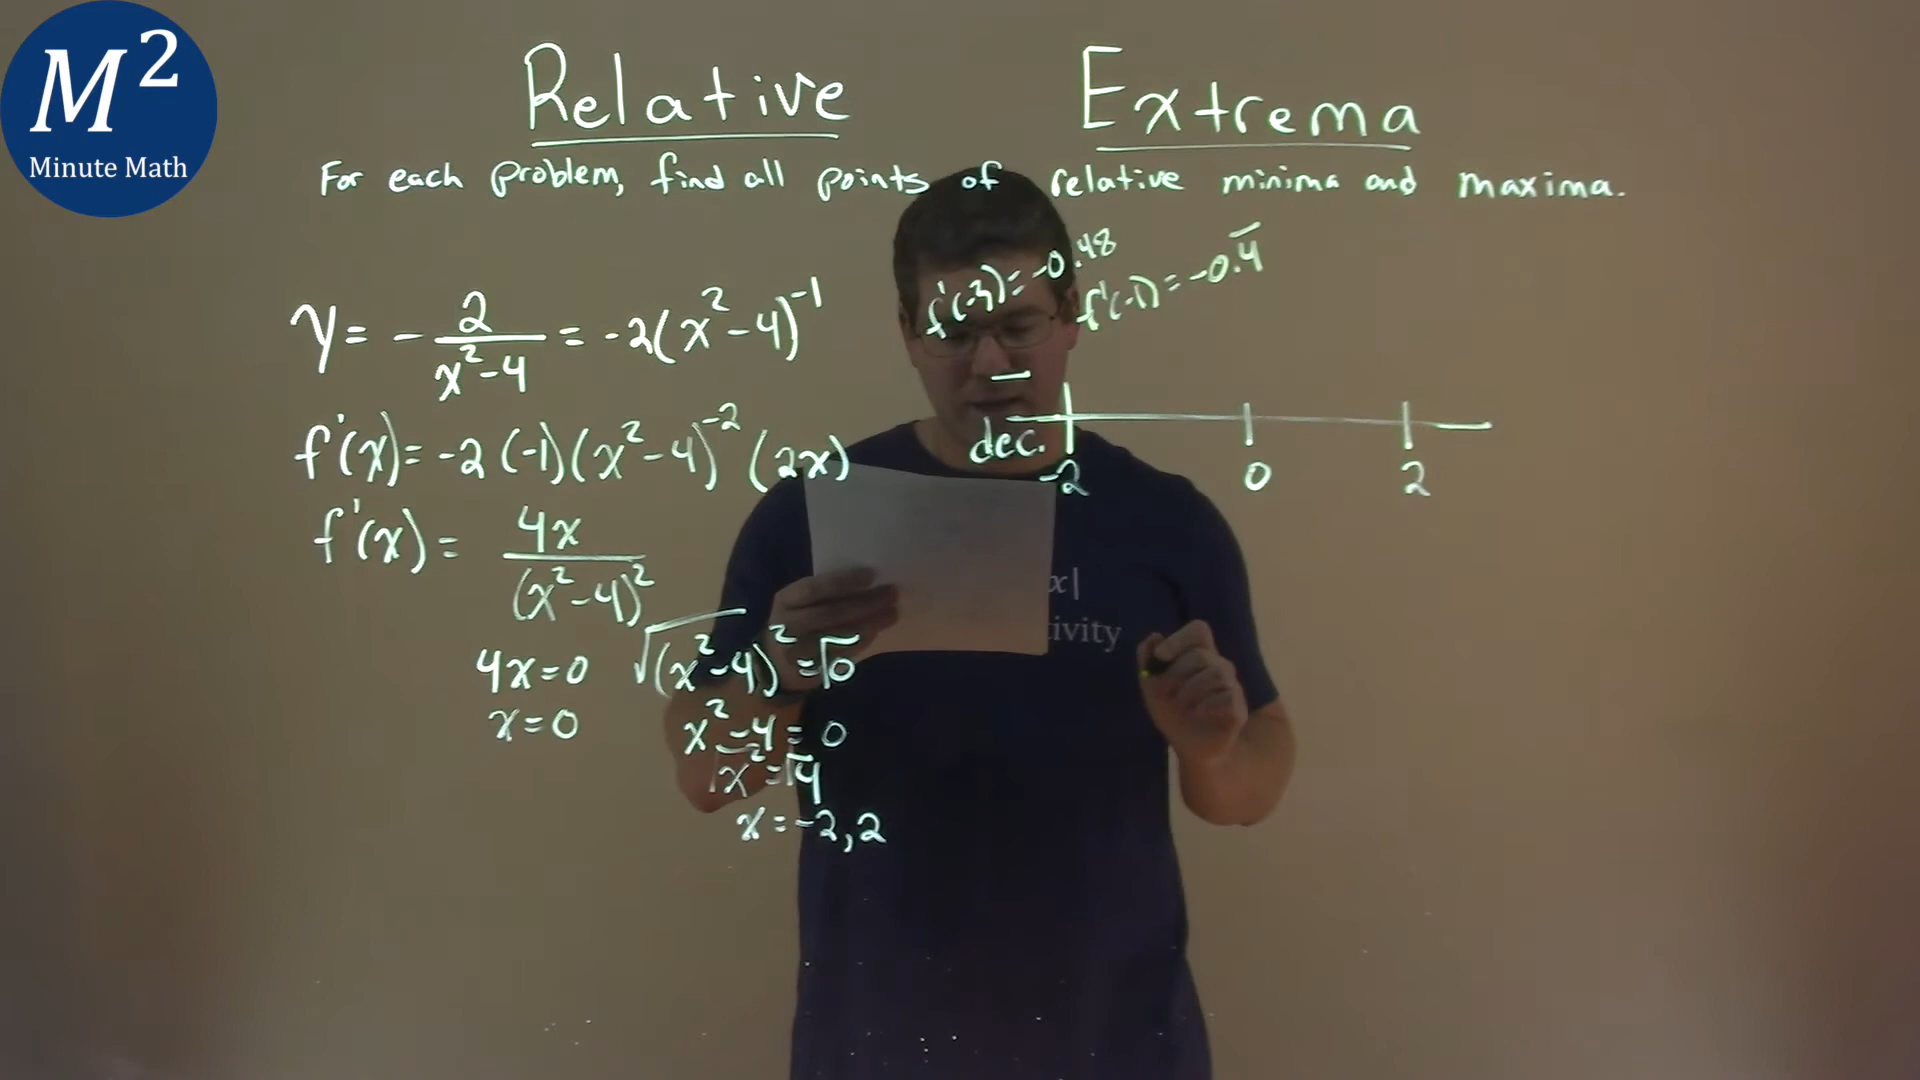 M²
Minute Math
Relative Extrema
For each problem, find all points of relative minima and maxima.
f'(-3)=-0.48
f'(-1)=-0.4̅
y = - 2/(x²-4) = -2(x²-4)⁻¹
f'(x)=-2(-1)(x²-4)⁻²(2x)
f'(x)= 4x/(x²-4)²
4x=0
x=0
√(x²-4)²=√0
x²-4=0
√x²=√4
x=-2,2
—
dec.
-2 0 2
x|
tivity